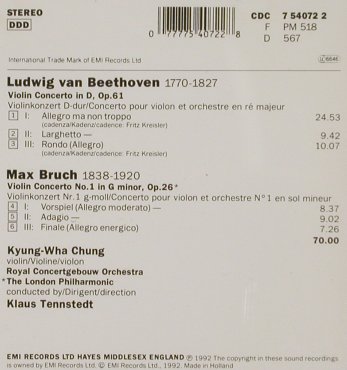 STEREO
DDD
0 77775 40722 8
CDC 7 54072 2
F PM 518
D 567
International Trade Mark of EMI Records Ltd
Ludwig van Beethoven 1770-1827
Violin Concerto in D, Op.61
Violinkonzert D-dur/Concerto pour violon et orchestre en ré majeur
1 I: Allegro ma non troppo 24.53
(cadenza/Kadenz/cadence: Fritz Kreisler)
2 II: Larghetto — 9.42
3 III: Rondo (Allegro) 10.07
(cadenza/Kadenz/cadence: Fritz Kreisler)
Max Bruch 1838-1920
Violin Concerto No.1 in G minor, Op.26*
Violinkonzert Nr.1 g-moll/Concerto pour violon et orchestre N°1 en sol mineur
4 I: Vorspiel (Allegro moderato) — 8.37
5 II: Adagio — 9.02
6 III: Finale (Allegro energico) 7.26
70.00
Kyung-Wha Chung
violin/Violine/violon
Royal Concertgebouw Orchestra
*The London Philharmonic
conducted by/Dirigent/direction
Klaus Tennstedt
EMI RECORDS LTD HAYES MIDDLESEX ENGLAND ℗ 1992 The copyright in these sound recordings
is owned by EMI Records Ltd. © EMI Records Ltd., 1992. Made in Holland